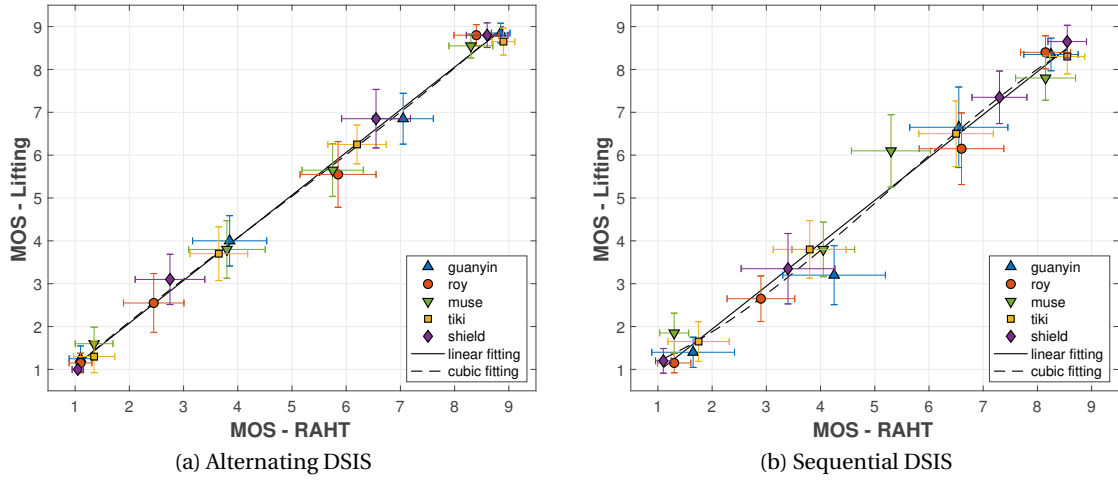 9
8
7
6
5
4
3
2
1
MOS - Lifting
guanyin
roy
muse
tiki
shield
linear fitting
cubic fitting
1 2 3 4 5 6 7 8 9
MOS - RAHT
(a) Alternating DSIS
9
8
7
6
5
4
3
2
1
MOS - Lifting
guanyin
roy
muse
tiki
shield
linear fitting
cubic fitting
1 2 3 4 5 6 7 8 9
MOS - RAHT
(b) Sequential DSIS